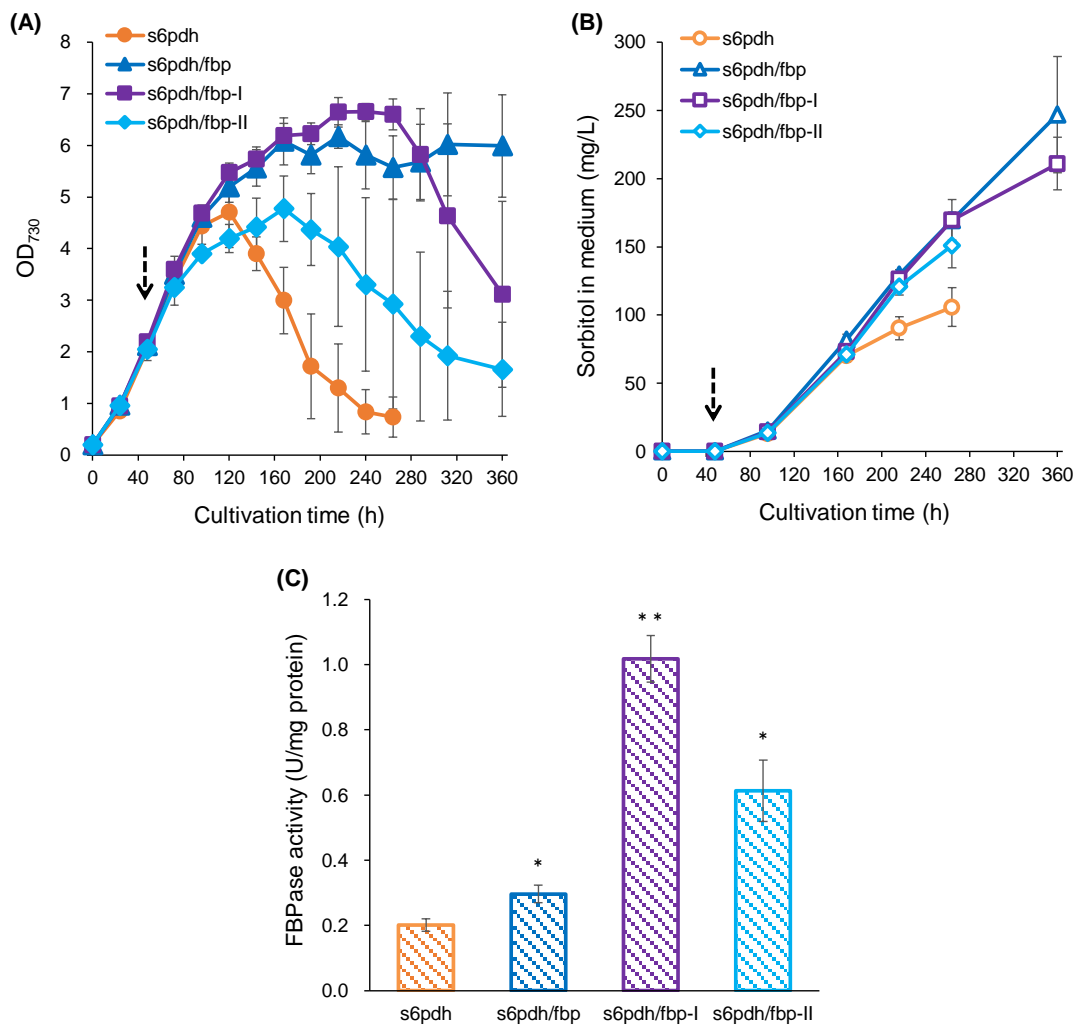 (A)
s6pdh
s6pdh/fbp
s6pdh/fbp-I
s6pdh/fbp-II
8
7
6
5
4
3
2
1
0
OD730
0 40 80 120 160 200 240 280 320 360
Cultivation time (h)
(B)
s6pdh
s6pdh/fbp
s6pdh/fbp-I
s6pdh/fbp-II
300
250
200
150
100
50
0
Sorbitol in medium (mg/L)
0 40 80 120 160 200 240 280 320 360
Cultivation time (h)
(C)
1.2
1.0
0.8
0.6
0.4
0.2
0.0
FBPase activity (U/mg protein)
*
* *
*
s6pdh s6pdh/fbp s6pdh/fbp-I s6pdh/fbp-II